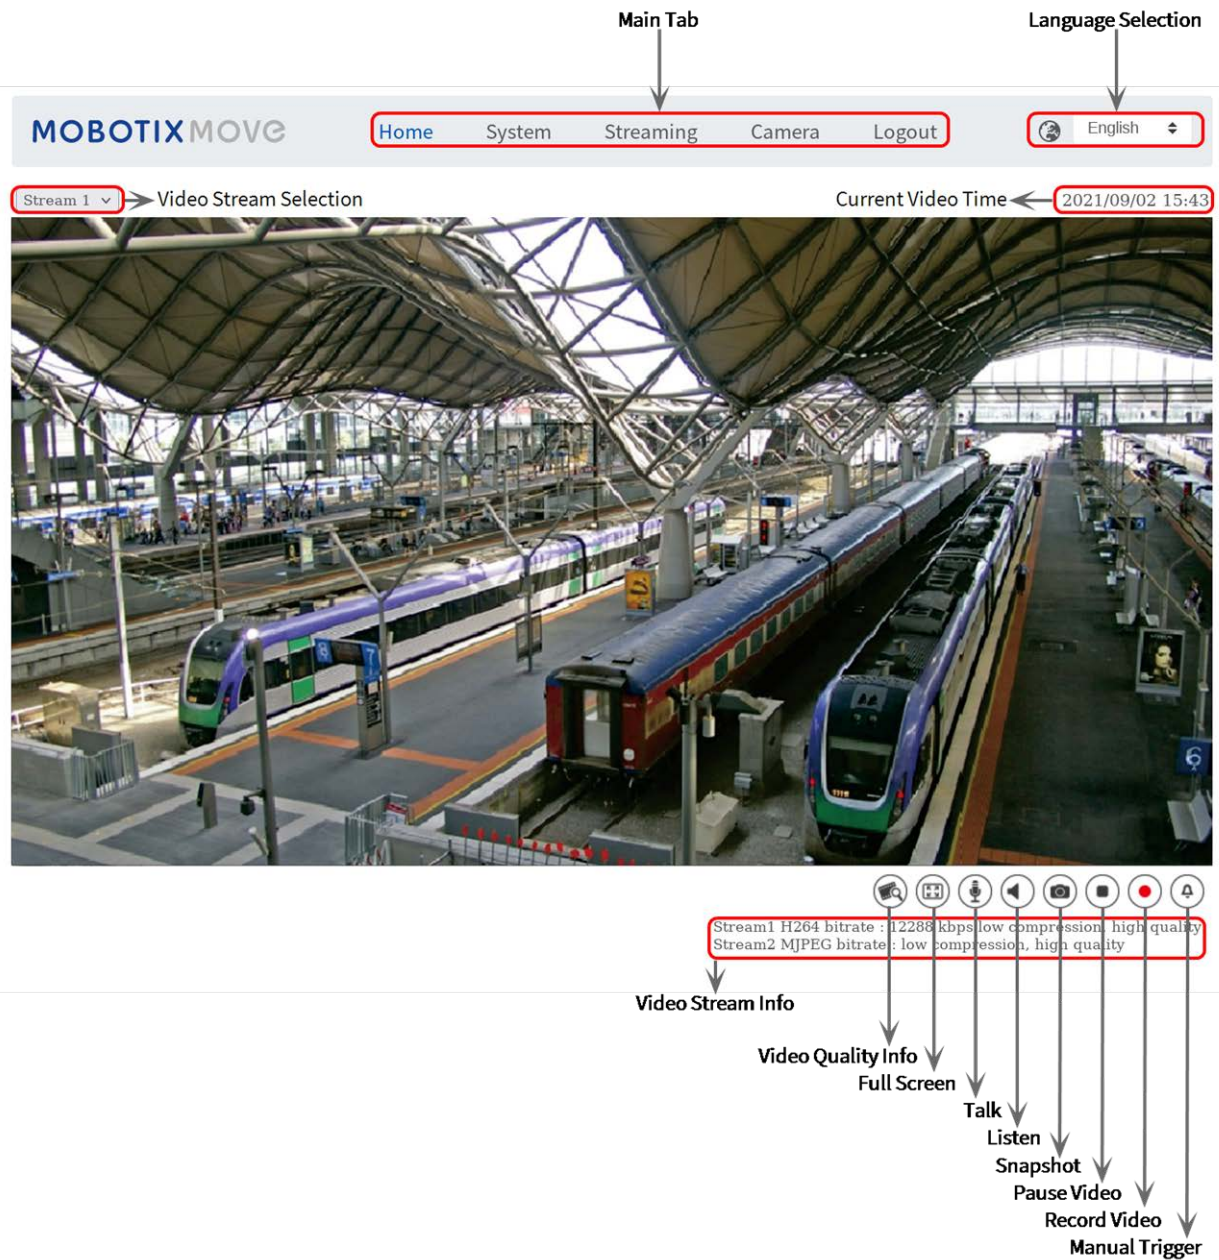 Main Tab
Language Selection
MOBOTIX MOVE
Home System Streaming Camera Logout
English
Stream 1
Video Stream Selection
Current Video Time
2021/09/02 15:43
8 7
6
Stream1 H264 bitrate : 12288 kbps low compression, high quality
Stream2 MJPEG bitrate : low compression, high quality
Video Stream Info
Video Quality Info
Full Screen
Talk
Listen
Snapshot
Pause Video
Record Video
Manual Trigger